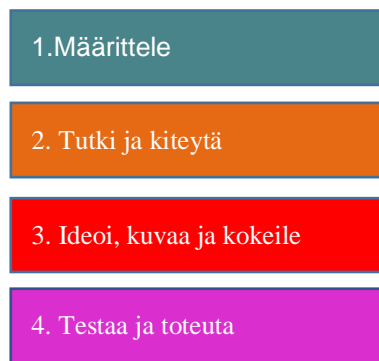 1.Määrittele
2. Tutki ja kiteytä
3. Ideoi, kuvaa ja kokeile
4. Testaa ja toteuta